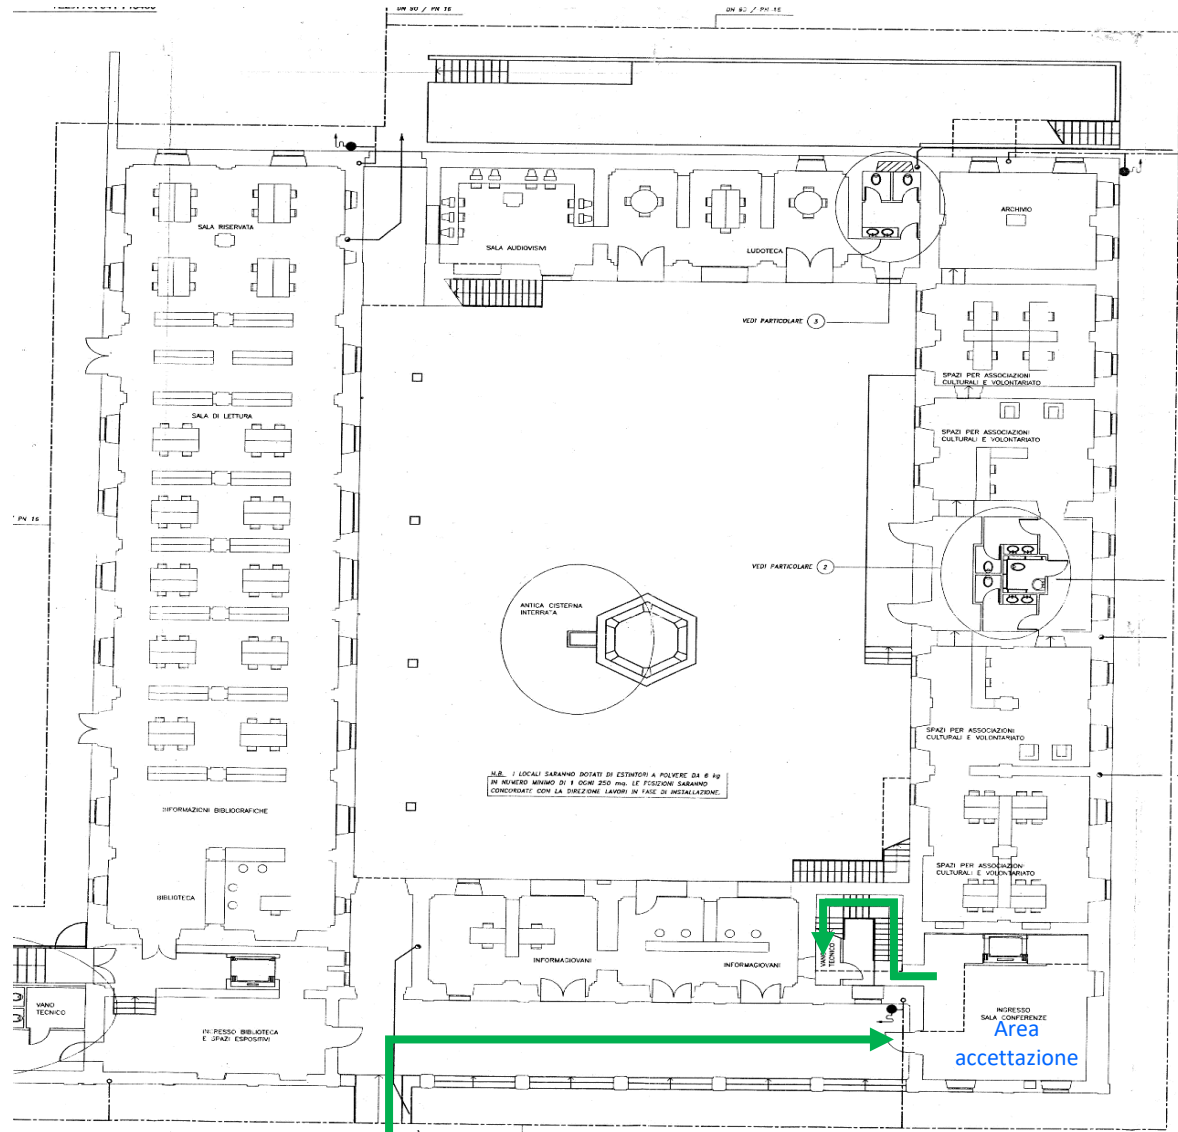 DN 80 / PN 16
DN 80 / PN 16
SALA RISERVATA
SALA AUDIOVISIVI
LUDOTECA
ARCHIVIO
VEDI PARTICOLARE 3
SPAZI PER ASSOCIAZIONI
CULTURALI E VOLONTARIATO
SALA DI LETTURA
SPAZI PER ASSOCIAZIONI
CULTURALI E VOLONTARIATO
/ PN 16
VEDI PARTICOLARE 2
ANTICA CISTERNA
INTERRATA
SPAZI PER ASSOCIAZIONI
CULTURALI E VOLONTARIATO
N.B. I LOCALI SARANNO DOTATI DI ESTINTORI A POLVERE DA 6 kg
IN NUMERO MINIMO DI 1 OGNI 250 mq. LE POSIZIONI SARANNO
CONCORDATE CON LA DIREZIONE LAVORI IN FASE DI INSTALLAZIONE.
INFORMAZIONI BIBLIOGRAFICHE
SPAZI PER ASSOCIAZIONI
CULTURALI E VOLONTARIATO
BIBLIOTECA
INFORMAGIOVANI
INFORMAGIOVANI
VANO
TECNICO
VANO
TECNICO
INGRESSO BIBLIOTECA
E SPAZI ESPOSITIVI
INGRESSO
SALA CONFERENZE
Area
accettazione